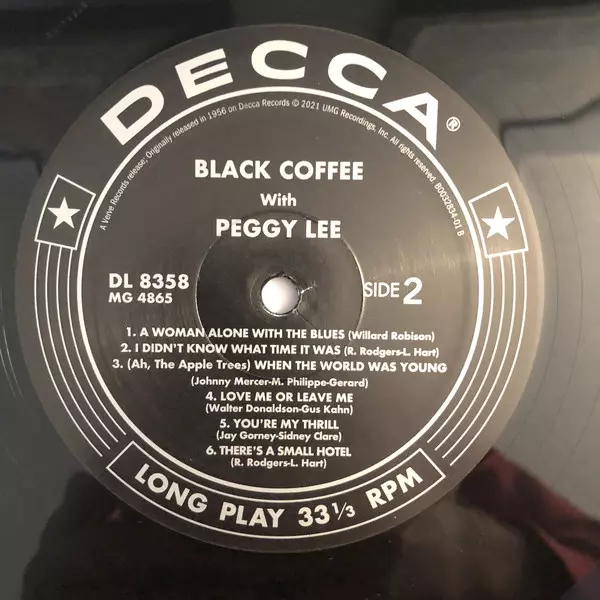 DECCA®
A Verve Records release; Originally released in 1956 on Decca Records © 2021 UMG Recordings, Inc. All rights reserved. B0032834-01 B
BLACK COFFEE
With
PEGGY LEE
DL 8358
MG 4865
SIDE 2
1. A WOMAN ALONE WITH THE BLUES (Willard Robison)
2. I DIDN'T KNOW WHAT TIME IT WAS (R. Rodgers-L. Hart)
3. (Ah, The Apple Trees) WHEN THE WORLD WAS YOUNG
(Johnny Mercer-M. Philippe-Gerard)
4. LOVE ME OR LEAVE ME
(Walter Donaldson-Gus Kahn)
5. YOU'RE MY THRILL
(Jay Gorney-Sidney Clare)
6. THERE'S A SMALL HOTEL
(R. Rodgers-L. Hart)
LONG PLAY 33 1/3 RPM